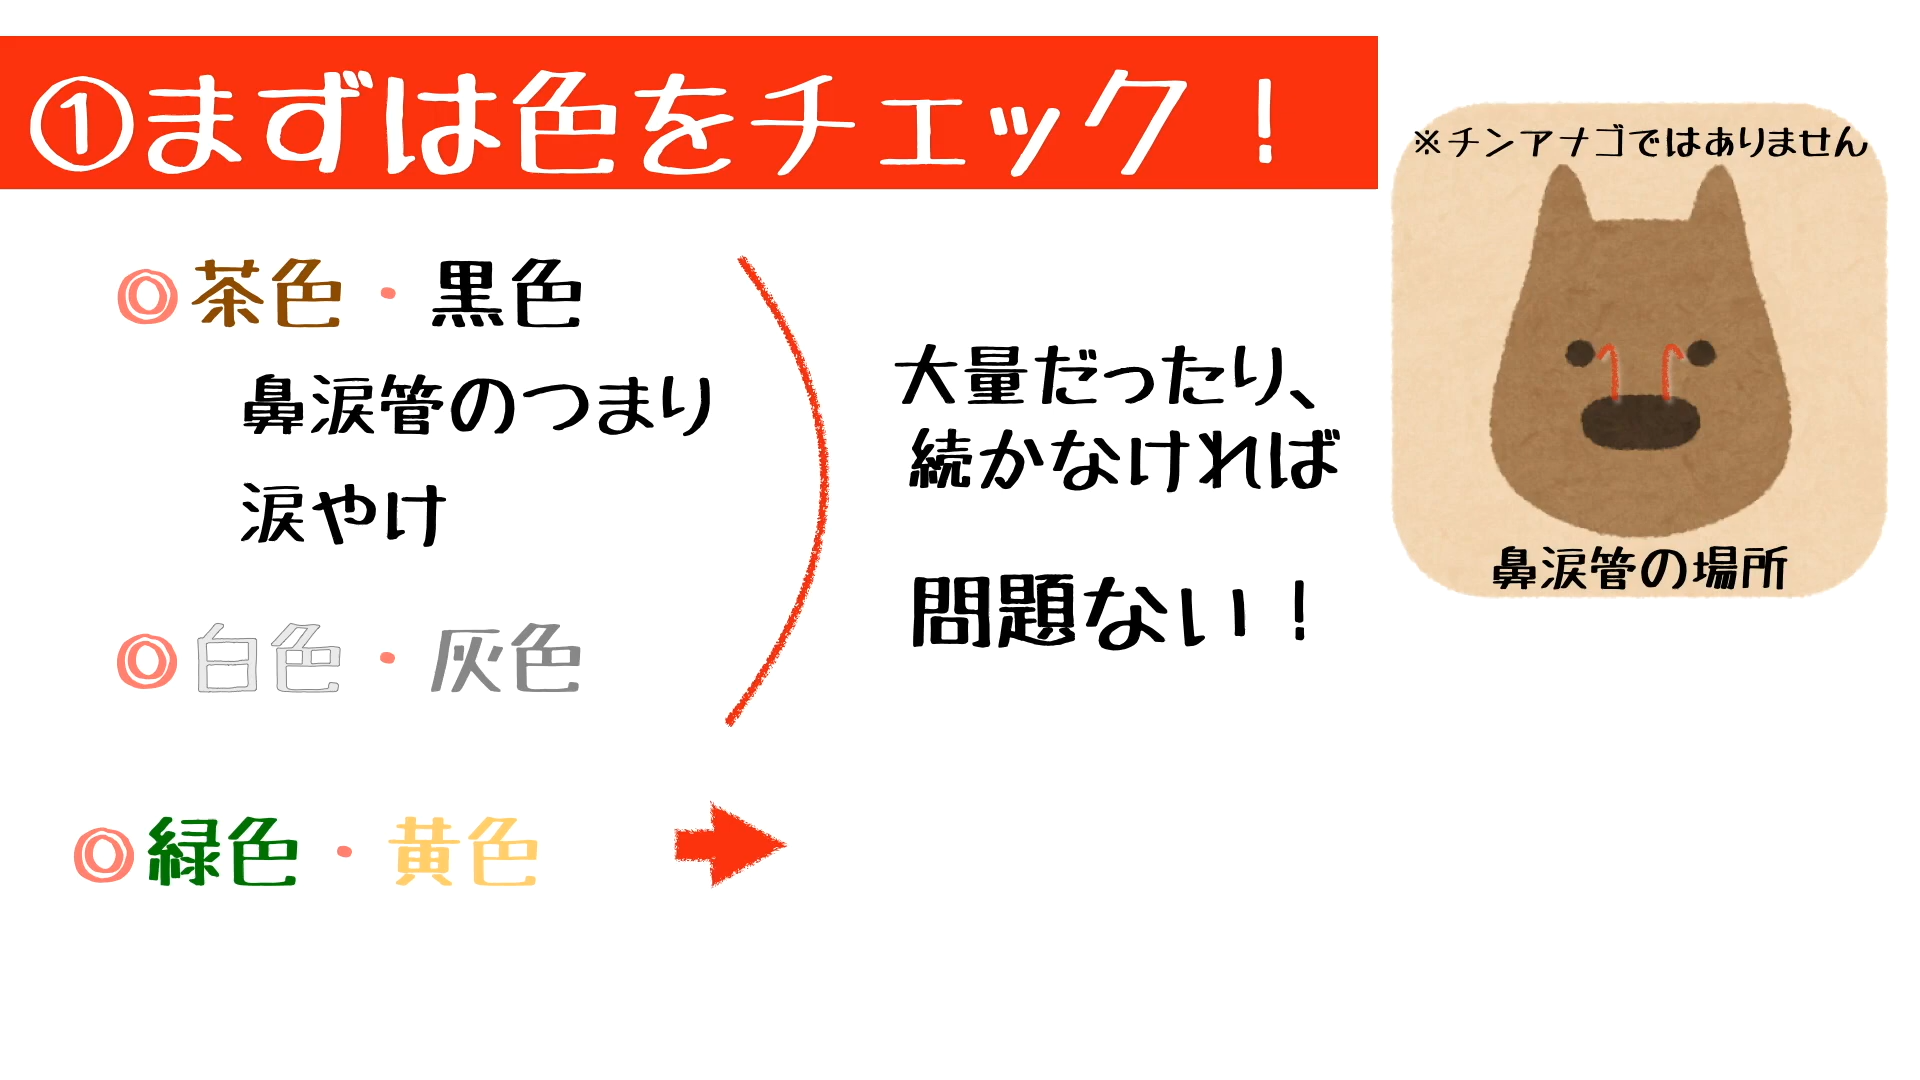 ①まずは色をチェック！
◎茶色・黒色
鼻涙管のつまり
涙やけ
◎白色・灰色
大量だったり、
続かなければ
問題ない！
◎緑色・黄色
※チンアナゴではありません
鼻涙管の場所